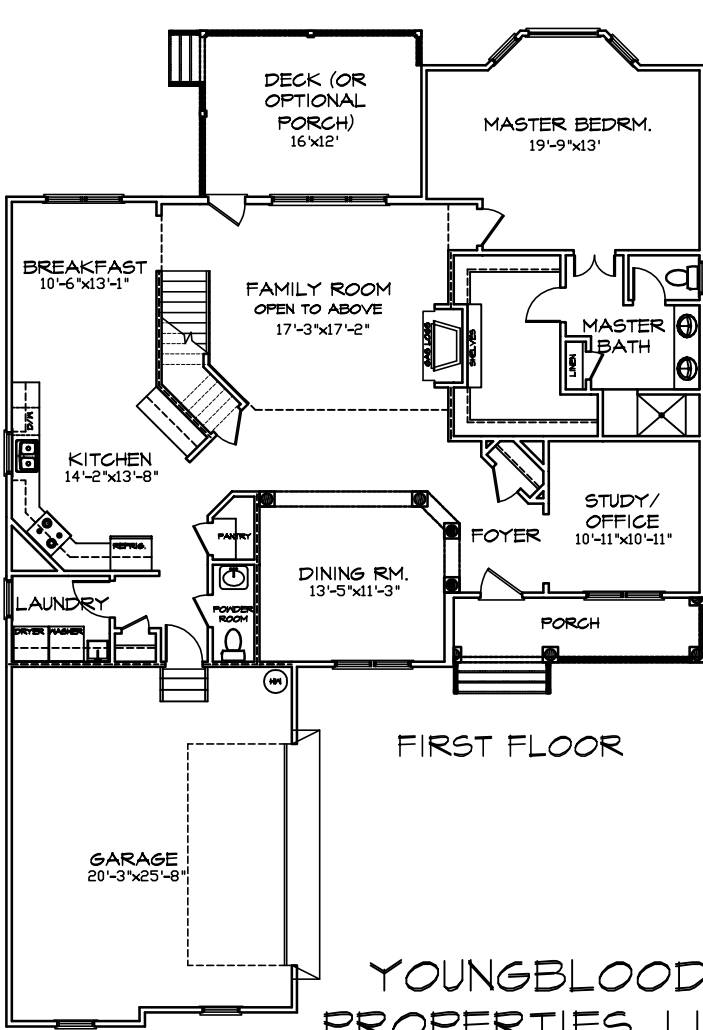 DECK (OR
OPTIONAL
PORCH)
16'x12'
MASTER BEDRM.
19'-9"x13'
BREAKFAST
10'-6"x13'-1"
FAMILY ROOM
OPEN TO ABOVE
17'-3"x17'-2"
GAS LOGS
SHELVES
MASTER
BATH
LINEN
D/W
KITCHEN
14'-2"x13'-8"
REFRIG.
PANTRY
DINING RM.
13'-5"x11'-3"
FOYER
STUDY/
OFFICE
10'-11"x10'-11"
LAUNDRY
DRYER
WASHER
POWDER
ROOM
PORCH
HW
FIRST FLOOR
GARAGE
20'-3"x25'-8"
YOUNGBLOOD
PROPERTIES,